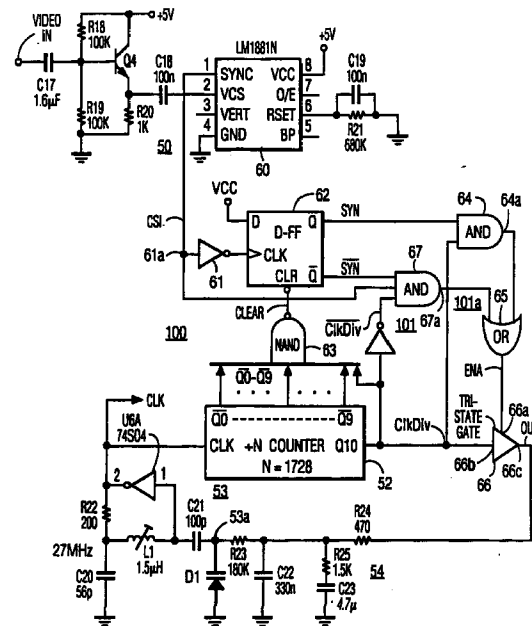 VIDEO
IN
C17
1.6µF
R18
100K
R19
100K
Q4
+5V
R20
1K
C18
100n
50
LM1881N
1 SYNC VCC 8
2 VCS O/E 7
3 VERT RSET 6
4 GND BP 5
60
+5V
C19
100n
R21
680K
CSI
61a
61
VCC
62
D Q
D-FF
CLK
CLR Q
SYN
SYN
64
AND
64a
67
AND
67a
101a
65
OR
CLEAR
NAND
63
ClkDiv
101
100
Q0-Q9
ENA
CLK
Q0 Q9
CLK ÷N COUNTER Q10
N = 1728
52
53
ClkDiv
TRI-
STATE
GATE
66a
66b
66
66c
OUT
U6A
74S04
2 1
R22
200
27MHz
L1
1.5µH
C20
56p
C21
100p
53a
D1
R23
180K
C22
330n
R24
470
R25
1.5K
C23
4.7µ
54